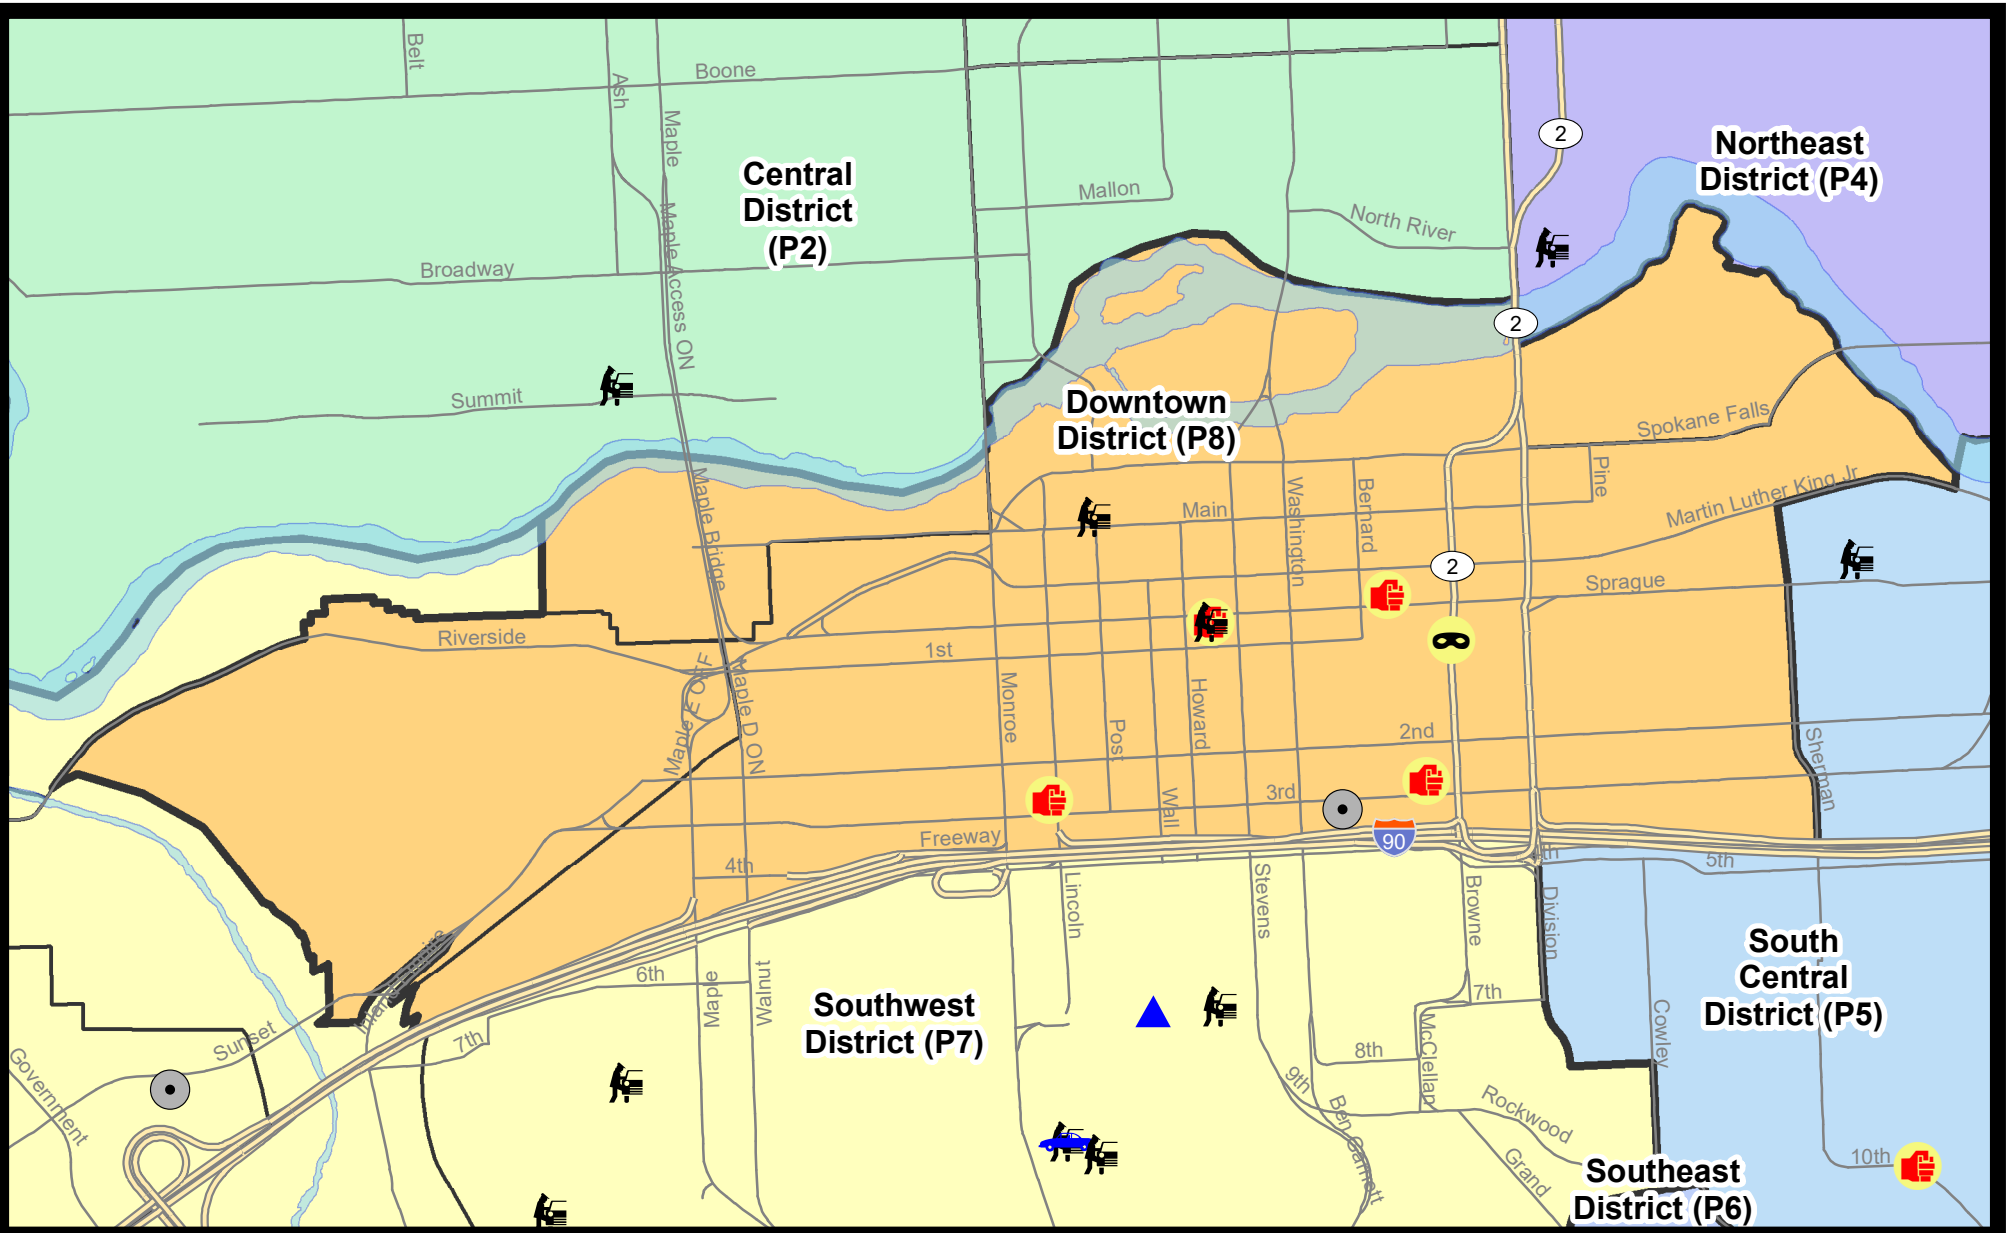 Belt
Ash
Boone
Maple
Central
District
(P2)
Mallon
North River
2
Northeast
District (P4)
Broadway
Maple Access ON
2
Summit
Downtown
District (P8)
Spokane Falls
Pine
Martin Luther King Jr
Maple Bridge
Main
Washington
Bernard
2
Sprague
Riverside
1st
Maple E OFF
Maple D ON
Monroe
Post
Howard
2nd
Sherman
3rd
Wall
Freeway
90
4th
5th
Lincoln
Stevens
Browne
Division
6th
Maple
Walnut
Southwest
District (P7)
7th
South
Central
District (P5)
Cowley
Sunset
7th
Government
8th
McClellan
9th
Ben Garnett
Rockwood
Grand
10th
Southeast
District (P6)